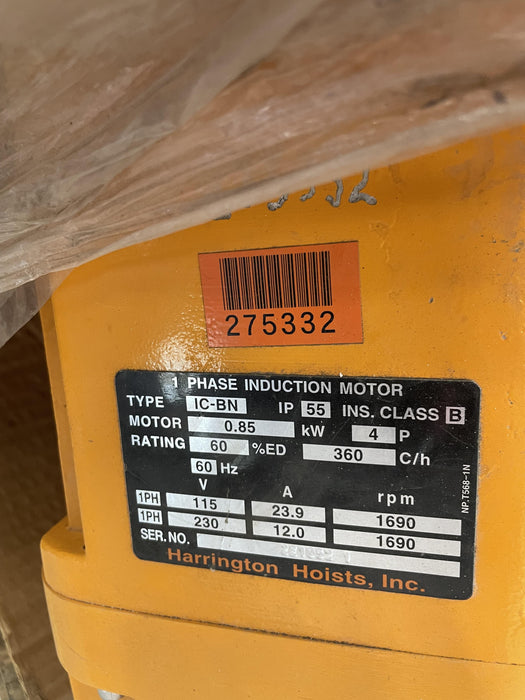 275332
1 PHASE INDUCTION MOTOR
TYPE IC-BN IP 55 INS. CLASS B
MOTOR 0.85 kW 4 P
RATING 60 %ED 360 C/h
60 Hz
V A rpm
1PH 115 23.9 1690
1PH 230 12.0 1690
SER. NO.
Harrington Hoists, Inc.
NP.T568-1N